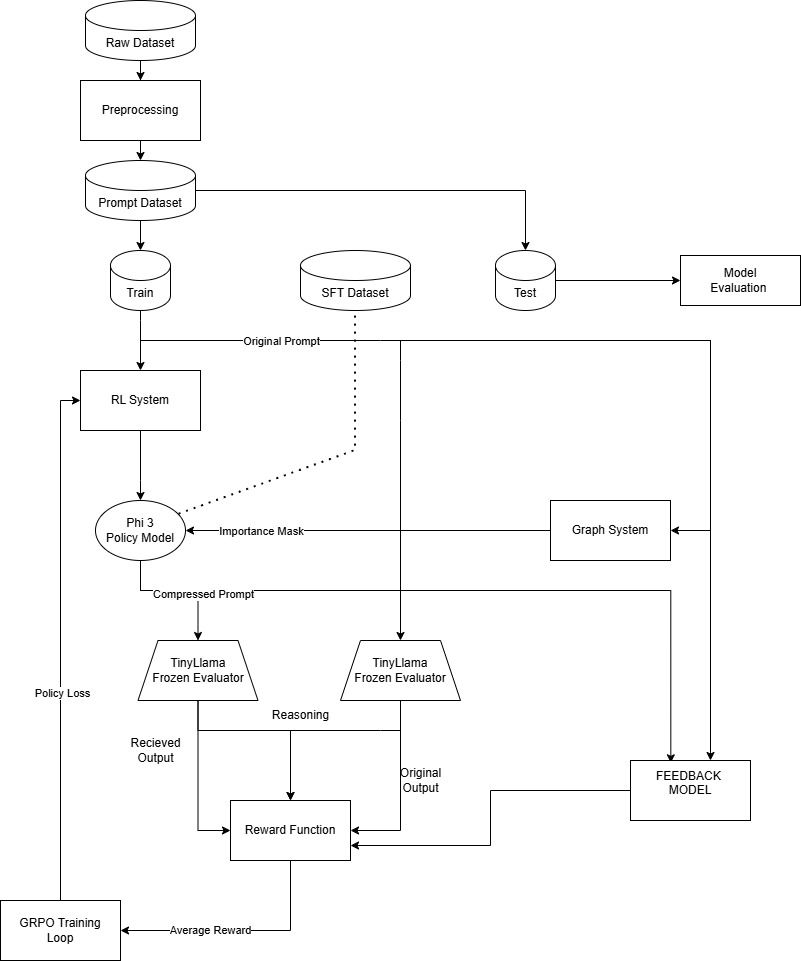 Raw Dataset
Preprocessing
Prompt Dataset
Train
SFT Dataset
Test
Model
Evaluation
Original Prompt
RL System
Phi 3
Policy Model
Importance Mask
Graph System
Compressed Prompt
TinyLlama
Frozen Evaluator
TinyLlama
Frozen Evaluator
Policy Loss
Reasoning
Recieved
Output
Original
Output
FEEDBACK
MODEL
Reward Function
GRPO Training
Loop
Average Reward